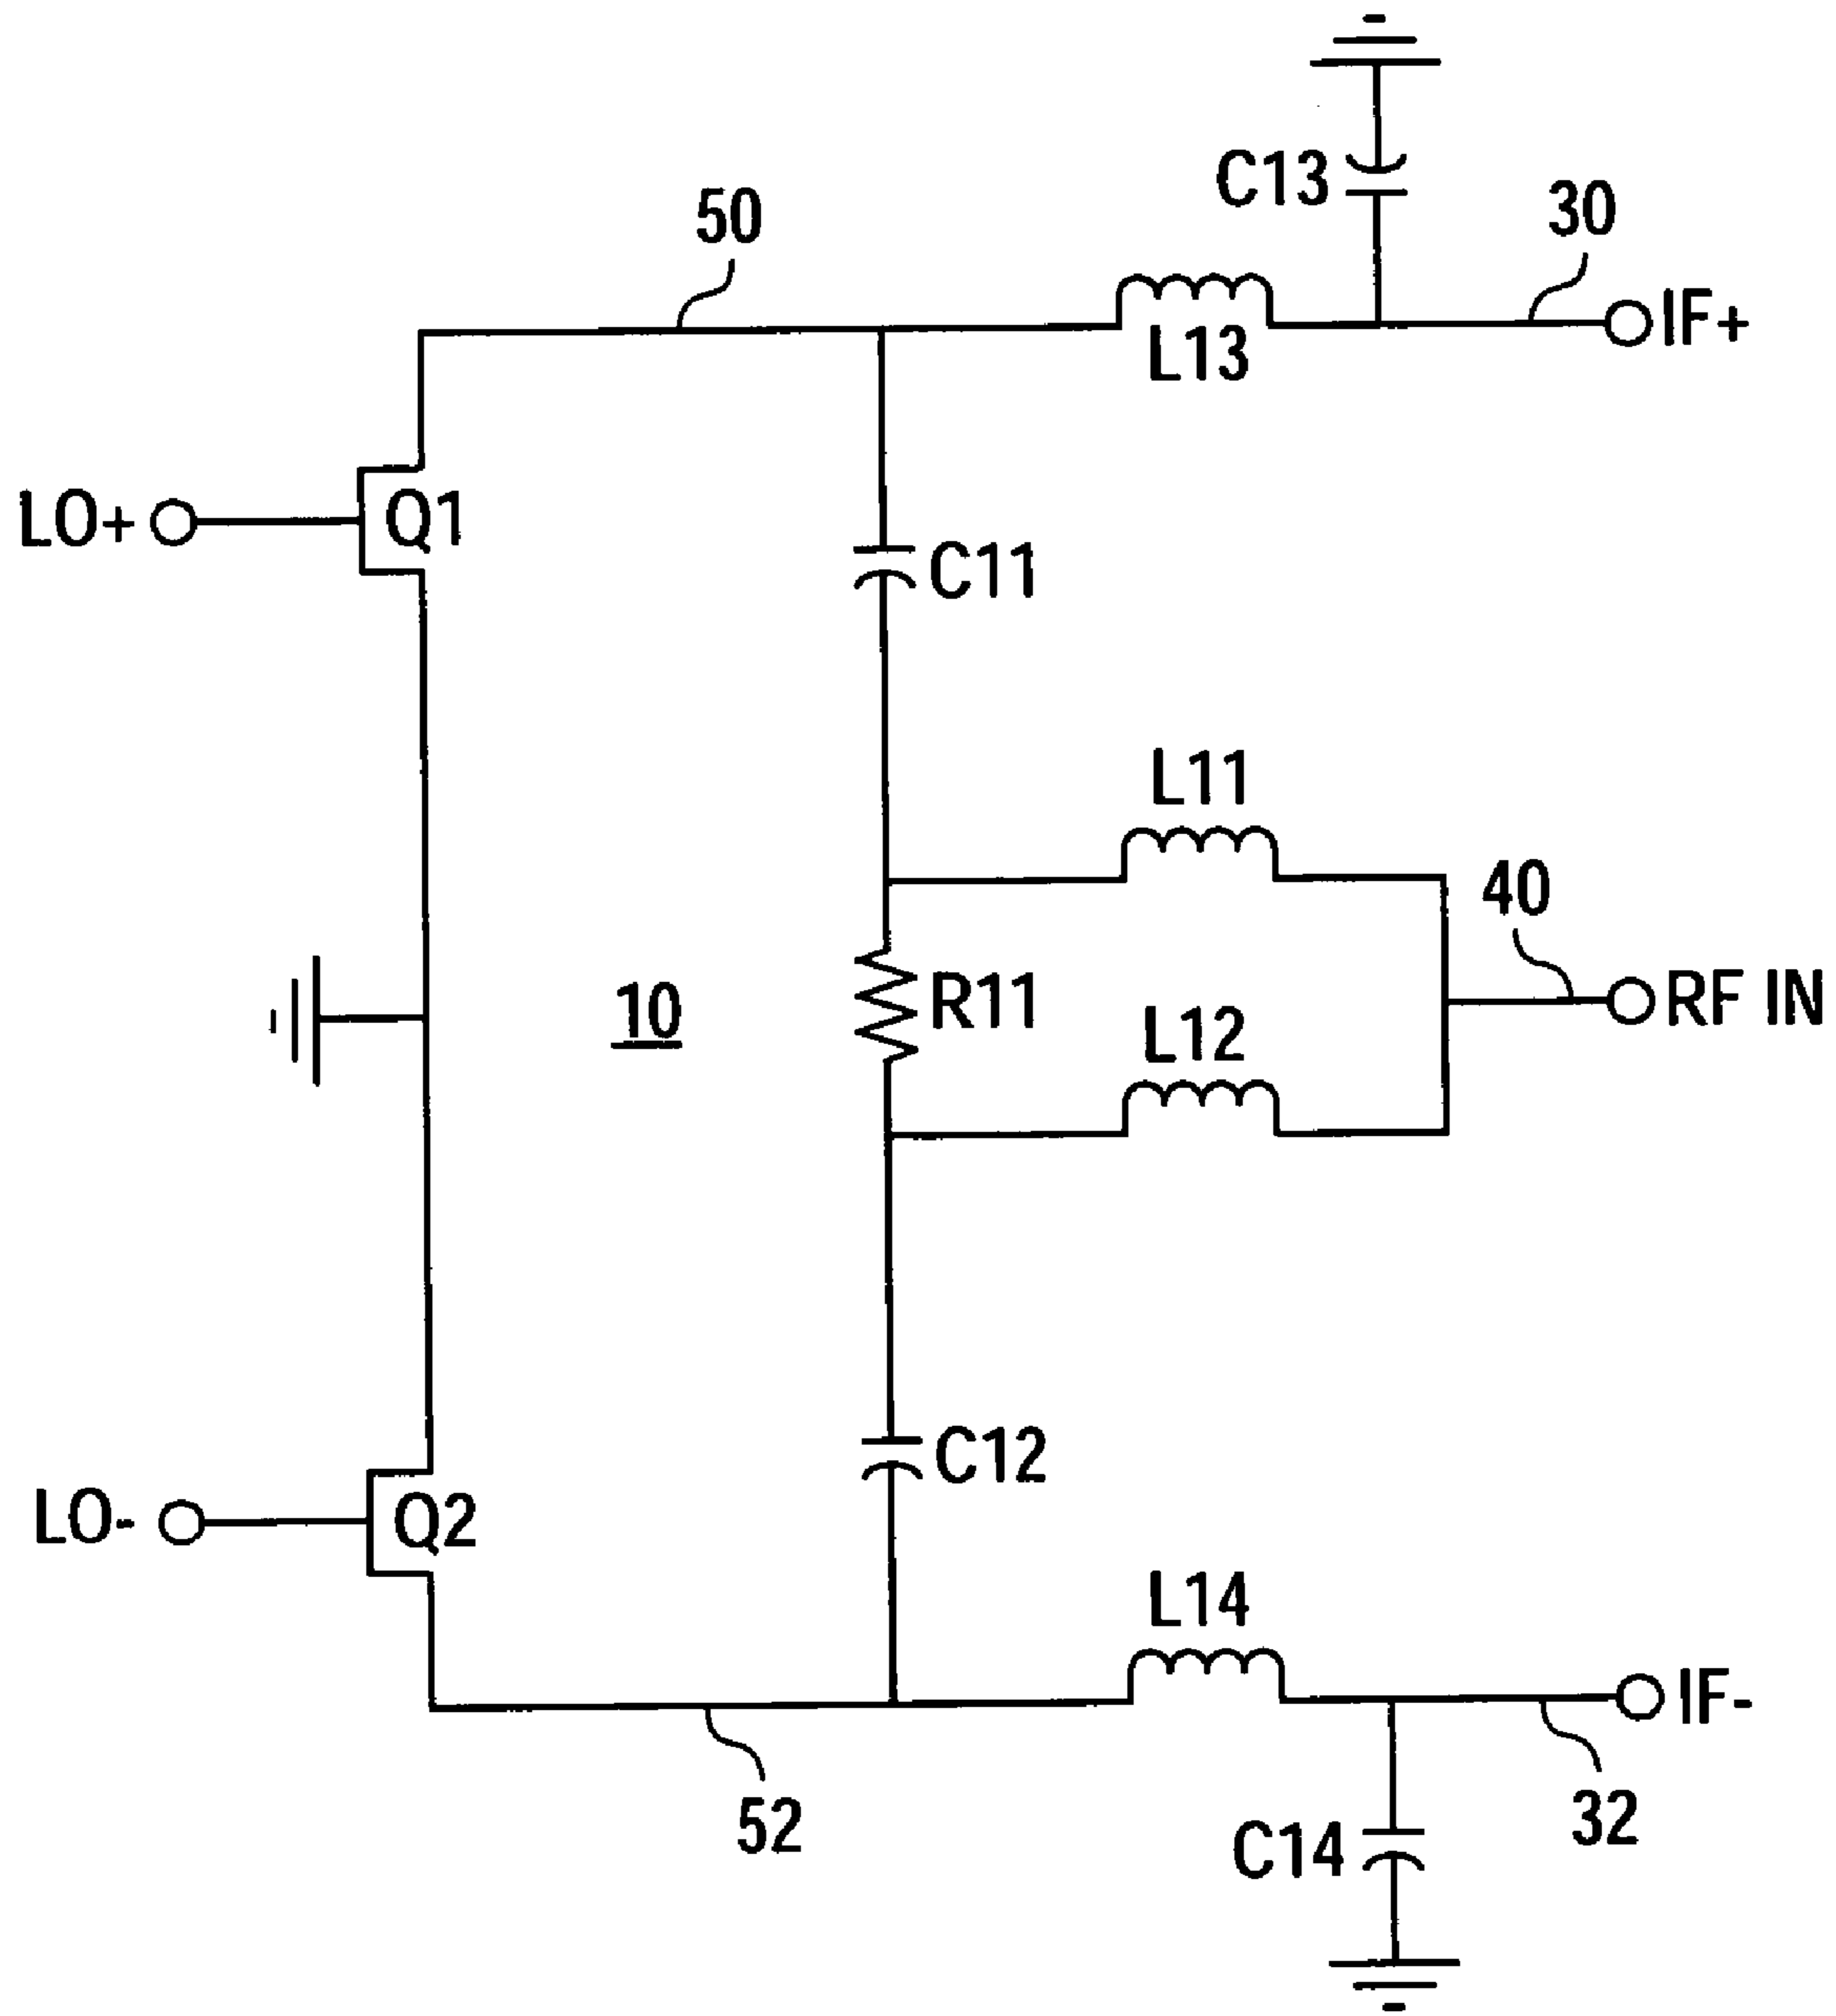 C13
50
30
IF+
L13
LO+
Q1
C11
L11
40
R11
10
RF IN
L12
C12
LO-
Q2
L14
IF-
52
32
C14